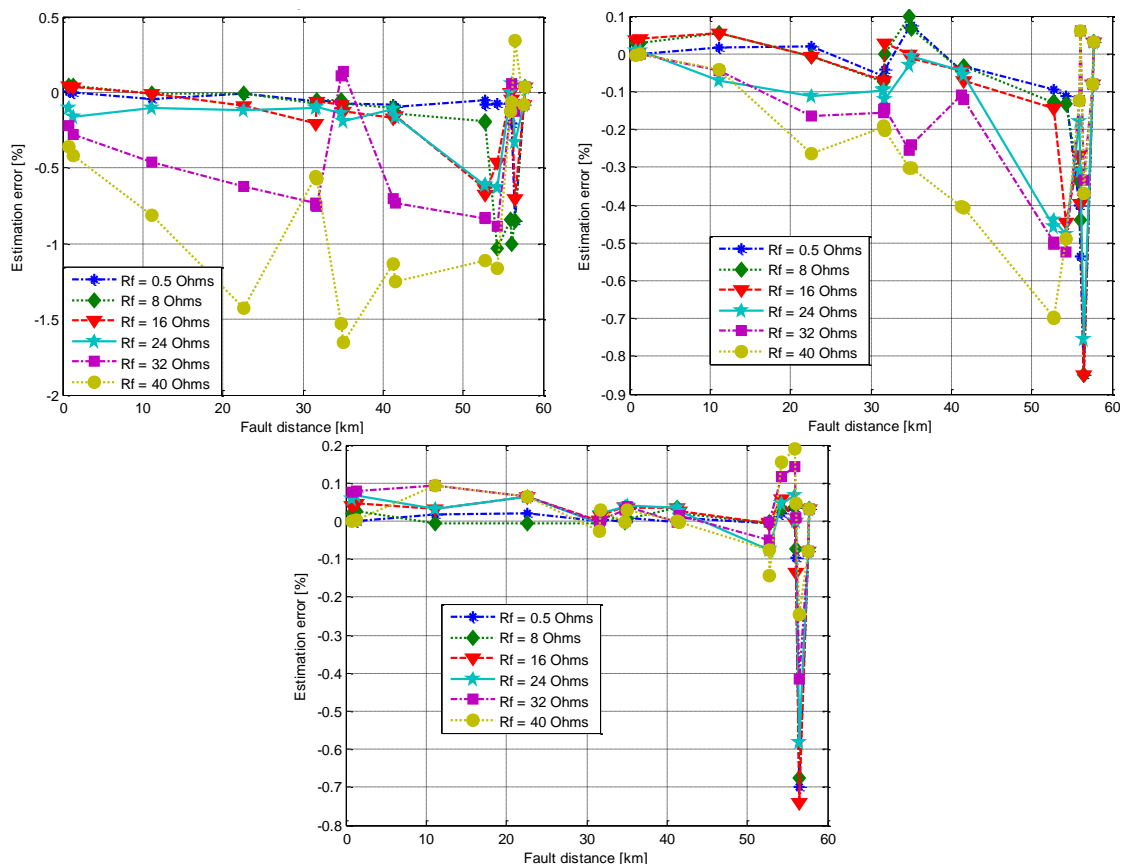 0.5
0
-0.5
-1
-1.5
-2
Estimation error [%]
Rf = 0.5 Ohms
Rf = 8 Ohms
Rf = 16 Ohms
Rf = 24 Ohms
Rf = 32 Ohms
Rf = 40 Ohms
0 10 20 30 40 50 60
Fault distance [km]
0.1
0
-0.1
-0.2
-0.3
-0.4
-0.5
-0.6
-0.7
-0.8
-0.9
Estimation error [%]
Rf = 0.5 Ohms
Rf = 8 Ohms
Rf = 16 Ohms
Rf = 24 Ohms
Rf = 32 Ohms
Rf = 40 Ohms
0 10 20 30 40 50 60
Fault distance [km]
0.2
0.1
0
-0.1
-0.2
-0.3
-0.4
-0.5
-0.6
-0.7
-0.8
Estimation error [%]
Rf = 0.5 Ohms
Rf = 8 Ohms
Rf = 16 Ohms
Rf = 24 Ohms
Rf = 32 Ohms
Rf = 40 Ohms
0 10 20 30 40 50 60
Fault distance [km]